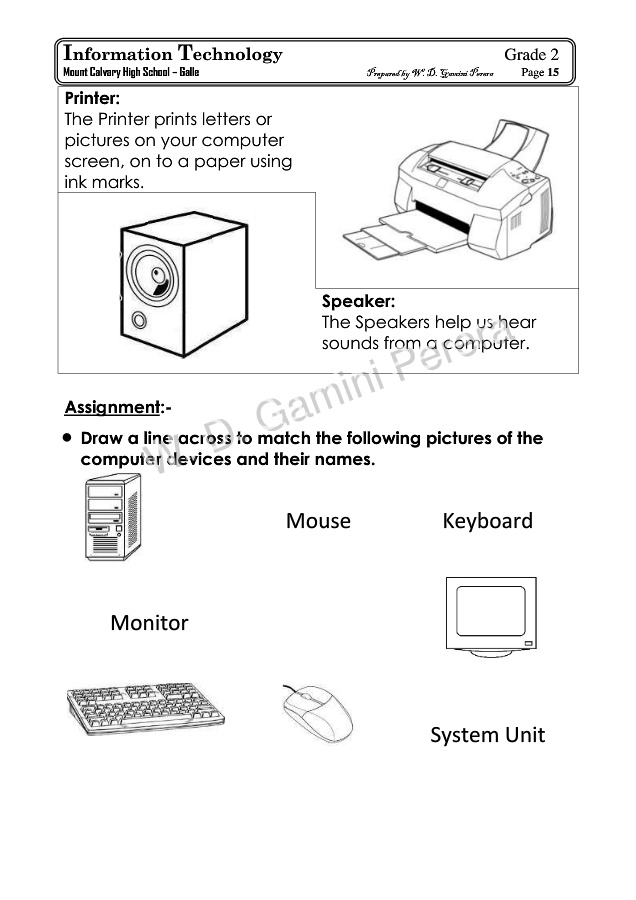 Information Technology
Grade 2
Mount Calvary High School – Galle
Prepared by W. D. Gamini Perera
Page 15
Printer:
The Printer prints letters or
pictures on your computer
screen, on to a paper using
ink marks.
Speaker:
The Speakers help us hear
sounds from a computer.
W. D. Gamini Perera
Assignment:-
● Draw a line across to match the following pictures of the
computer devices and their names.
Mouse
Keyboard
Monitor
System Unit